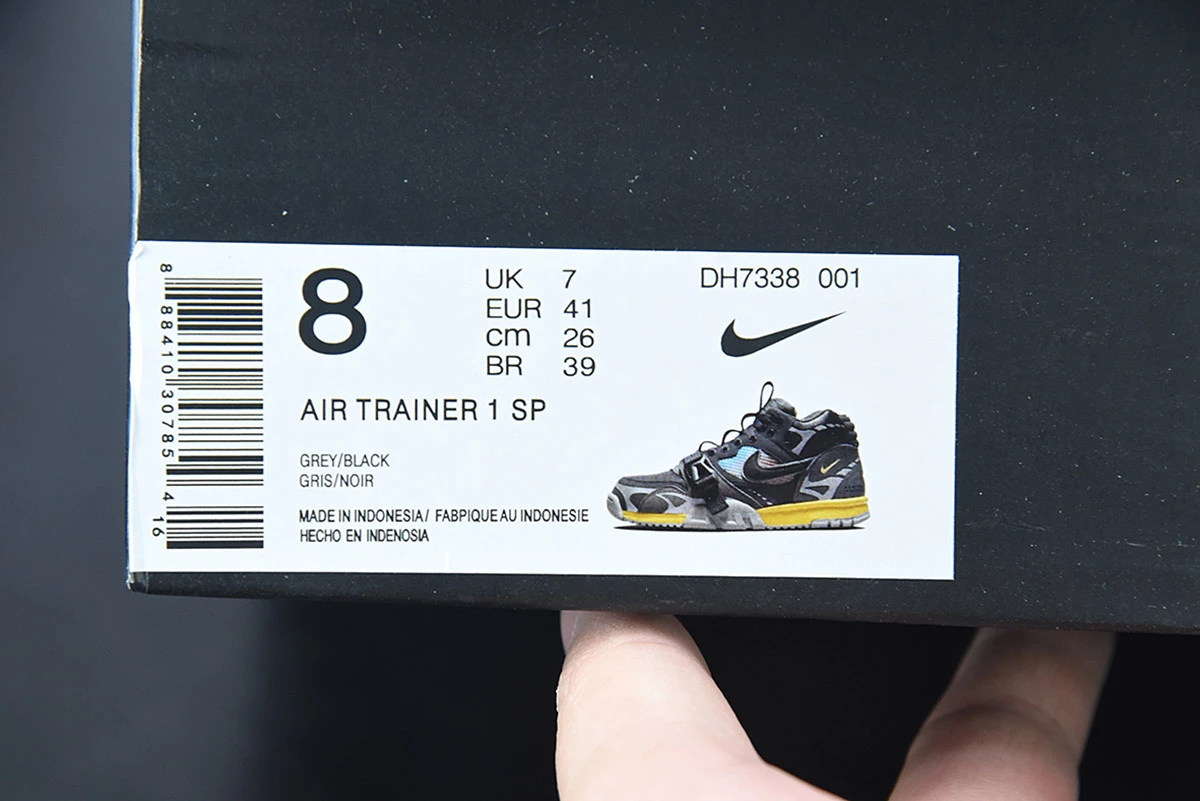 8 88410 30785 4 16
8
UK 7
EUR 41
cm 26
BR 39
DH7338 001
AIR TRAINER 1 SP
GREY/BLACK
GRIS/NOIR
MADE IN INDONESIA/ FABPIQUE AU INDONESIE
HECHO EN INDENOSIA